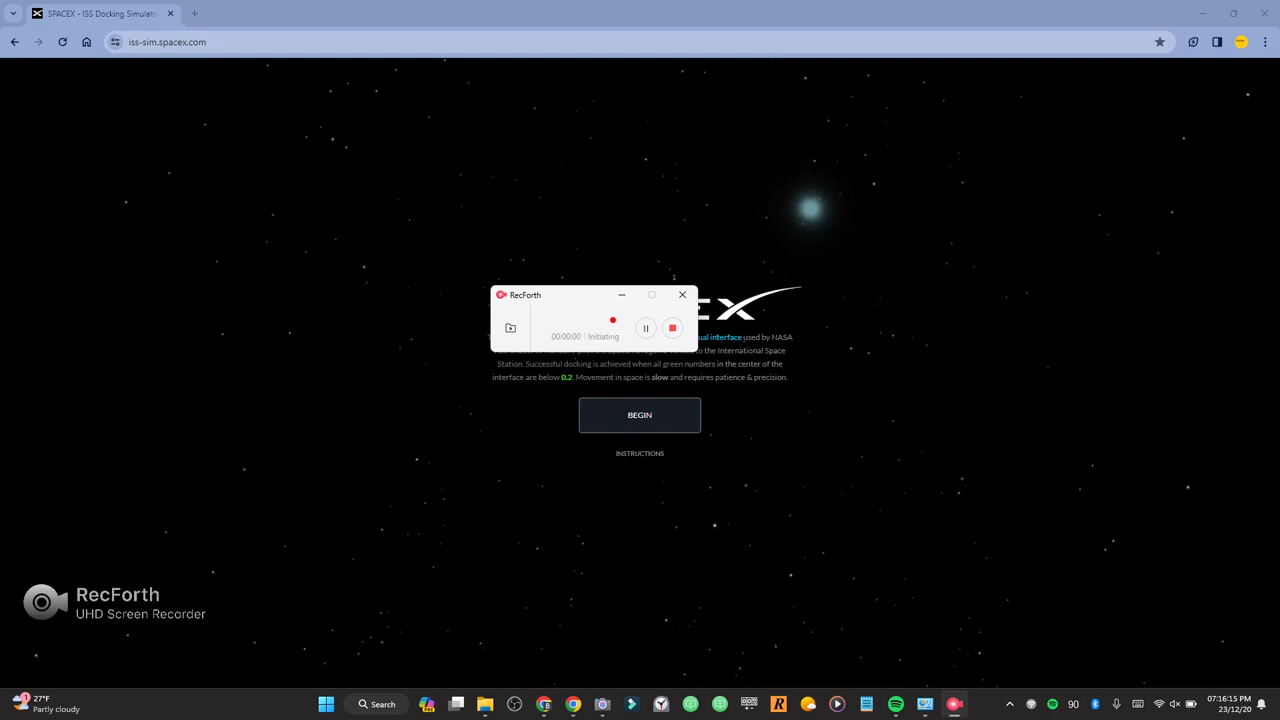 SPACEX - ISS Docking Simulato
iss-sim.spacex.com
RecForth
00:00:00 | Initiating
EX
ual interface used by NASA
to the International Space
Station. Successful docking is achieved when all green numbers in the center of the
interface are below 0.2. Movement in space is slow and requires patience & precision.
BEGIN
INSTRUCTIONS
RecForth
UHD Screen Recorder
1
27°F
Partly cloudy
Search
PRE
90
07:16:15 PM
23/12/20